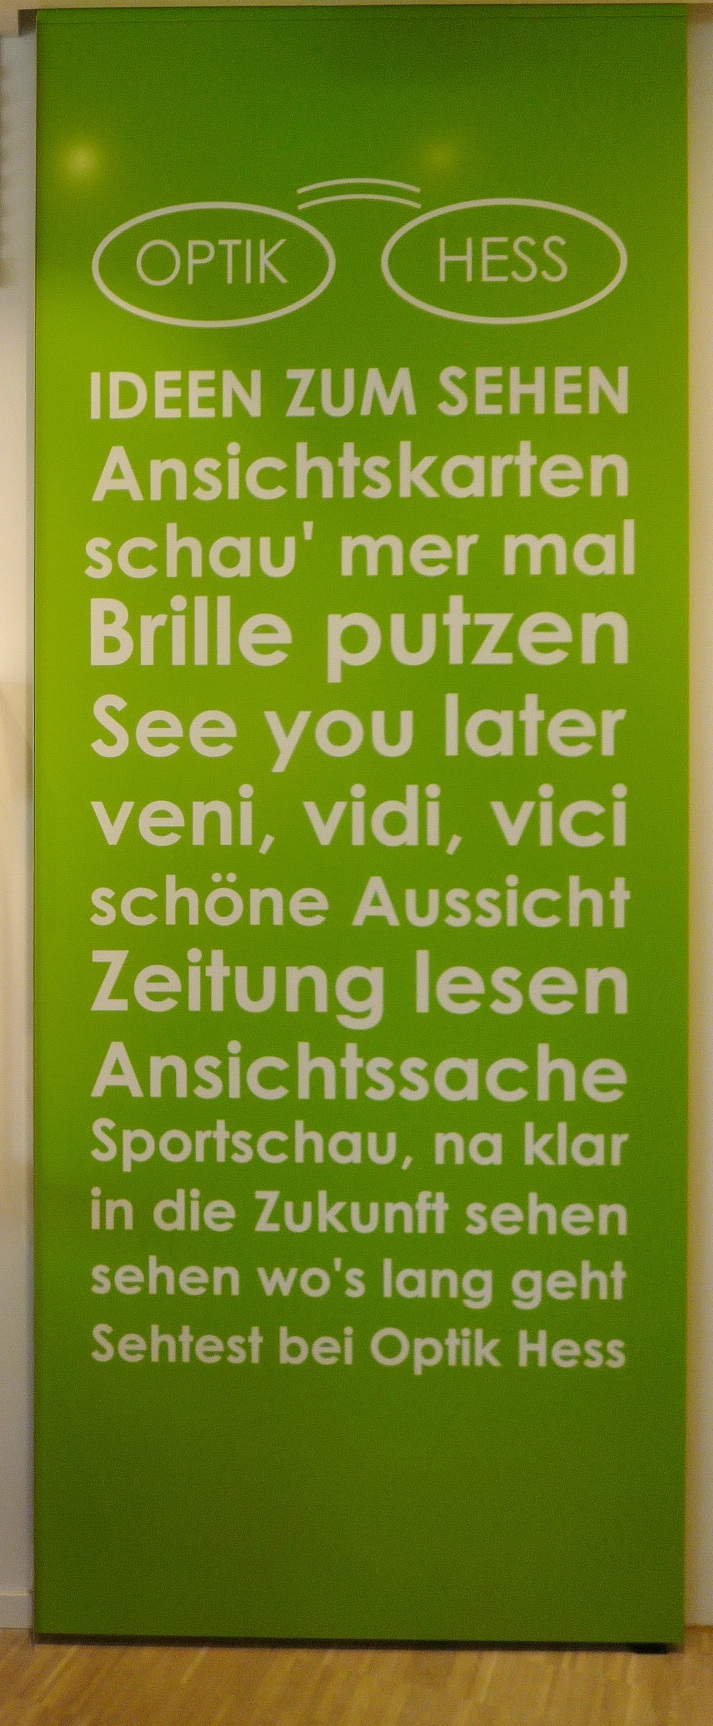 OPTIK HESS
IDEEN ZUM SEHEN
Ansichtskarten
schau' mer mal
Brille putzen
See you later
veni, vidi, vici
schöne Aussicht
Zeitung lesen
Ansichtssache
Sportschau, na klar
in die Zukunft sehen
sehen wo's lang geht
Sehtest bei Optik Hess